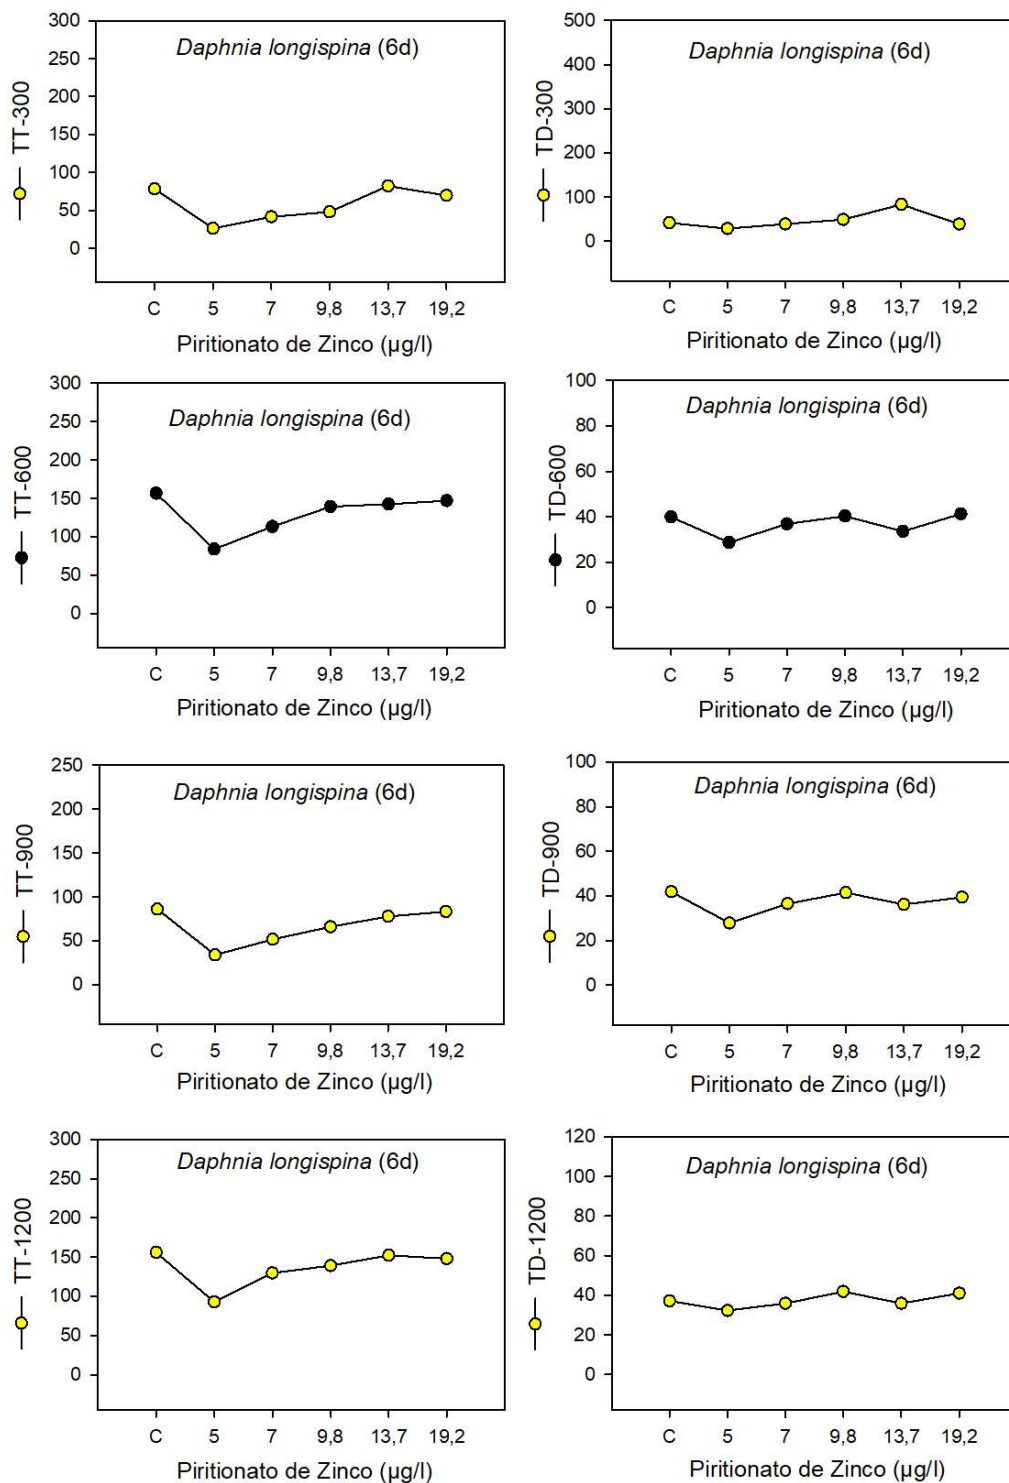 300
250
200
150
100
50
0
TT-300
Daphnia longispina (6d)
C 5 7 9,8 13,7 19,2
Piritionato de Zinco (µg/l)
500
400
300
200
100
0
TD-300
Daphnia longispina (6d)
C 5 7 9,8 13,7 19,2
Piritionato de Zinco (µg/l)
300
250
200
150
100
50
0
TT-600
Daphnia longispina (6d)
C 5 7 9,8 13,7 19,2
Piritionato de Zinco (µg/l)
100
80
60
40
20
0
TD-600
Daphnia longispina (6d)
C 5 7 9,8 13,7 19,2
Piritionato de Zinco (µg/l)
250
200
150
100
50
0
TT-900
Daphnia longispina (6d)
C 5 7 9,8 13,7 19,2
Piritionato de Zinco (µg/l)
100
80
60
40
20
0
TD-900
Daphnia longispina (6d)
C 5 7 9,8 13,7 19,2
Piritionato de Zinco (µg/l)
300
250
200
150
100
50
0
TT-1200
Daphnia longispina (6d)
C 5 7 9,8 13,7 19,2
Piritionato de Zinco (µg/l)
120
100
80
60
40
20
0
TD-1200
Daphnia longispina (6d)
C 5 7 9,8 13,7 19,2
Piritionato de Zinco (µg/l)